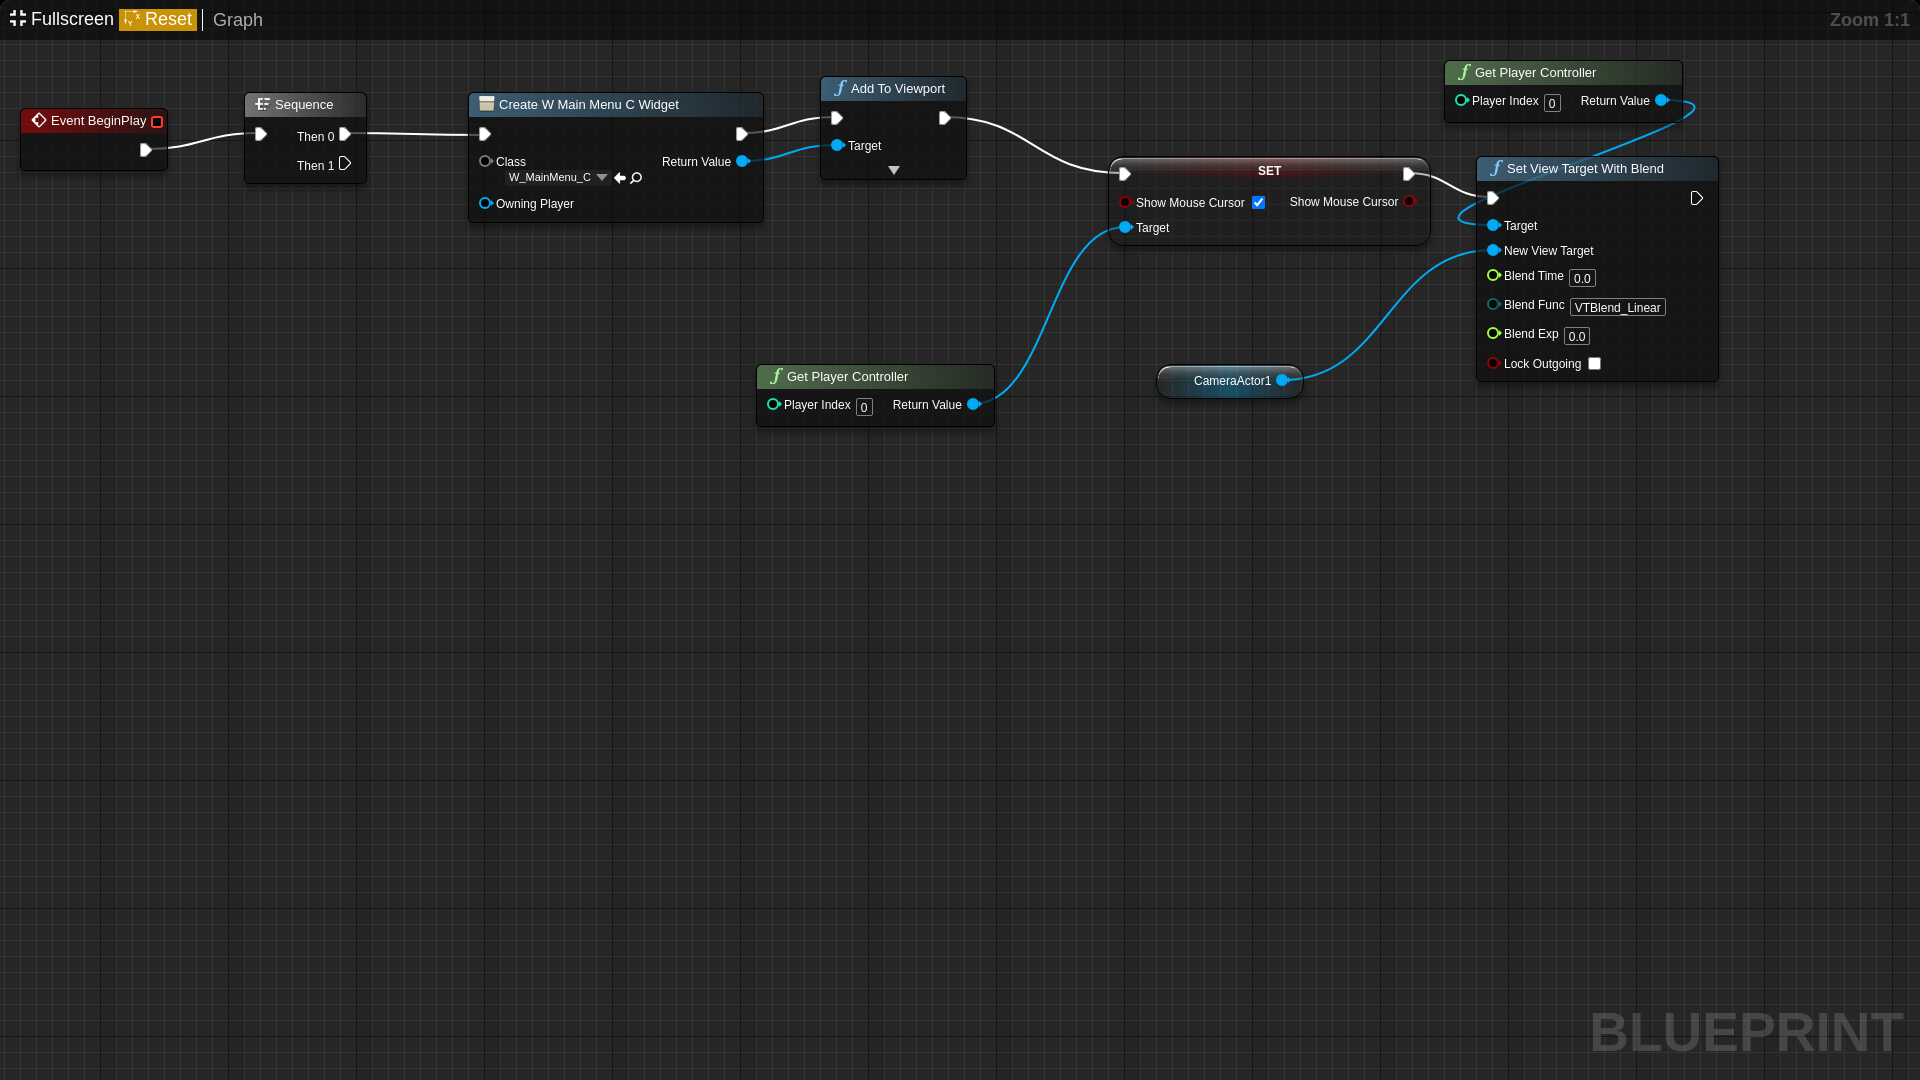 Fullscreen Reset Graph Zoom 1:1
Event BeginPlay
Sequence
Then 0
Then 1
Create W Main Menu C Widget
Class Return Value
W_MainMenu_C
Owning Player
Add To Viewport
Target
SET
Show Mouse Cursor Show Mouse Cursor
Target
Get Player Controller
Player Index 0 Return Value
Set View Target With Blend
Target
New View Target
Blend Time 0.0
Blend Func VTBlend_Linear
Blend Exp 0.0
Lock Outgoing
Get Player Controller
Player Index 0 Return Value
CameraActor1
BLUEPRINT